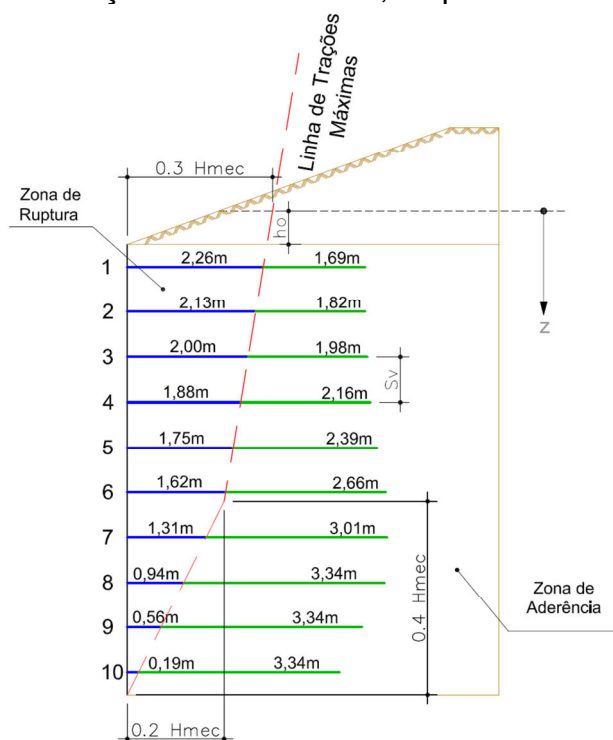 Linha de Trações
Máximas
0.3 Hmec
Zona de
Ruptura
ho
1 2,26m 1,69m
2 2,13m 1,82m
z
3 2,00m 1,98m
Sv
4 1,88m 2,16m
5 1,75m 2,39m
6 1,62m 2,66m
7 1,31m 3,01m
8 0,94m 3,34m
0.4 Hmec
Zona de
Aderência
9 0,56m 3,34m
10 0,19m 3,34m
0.2 Hmec